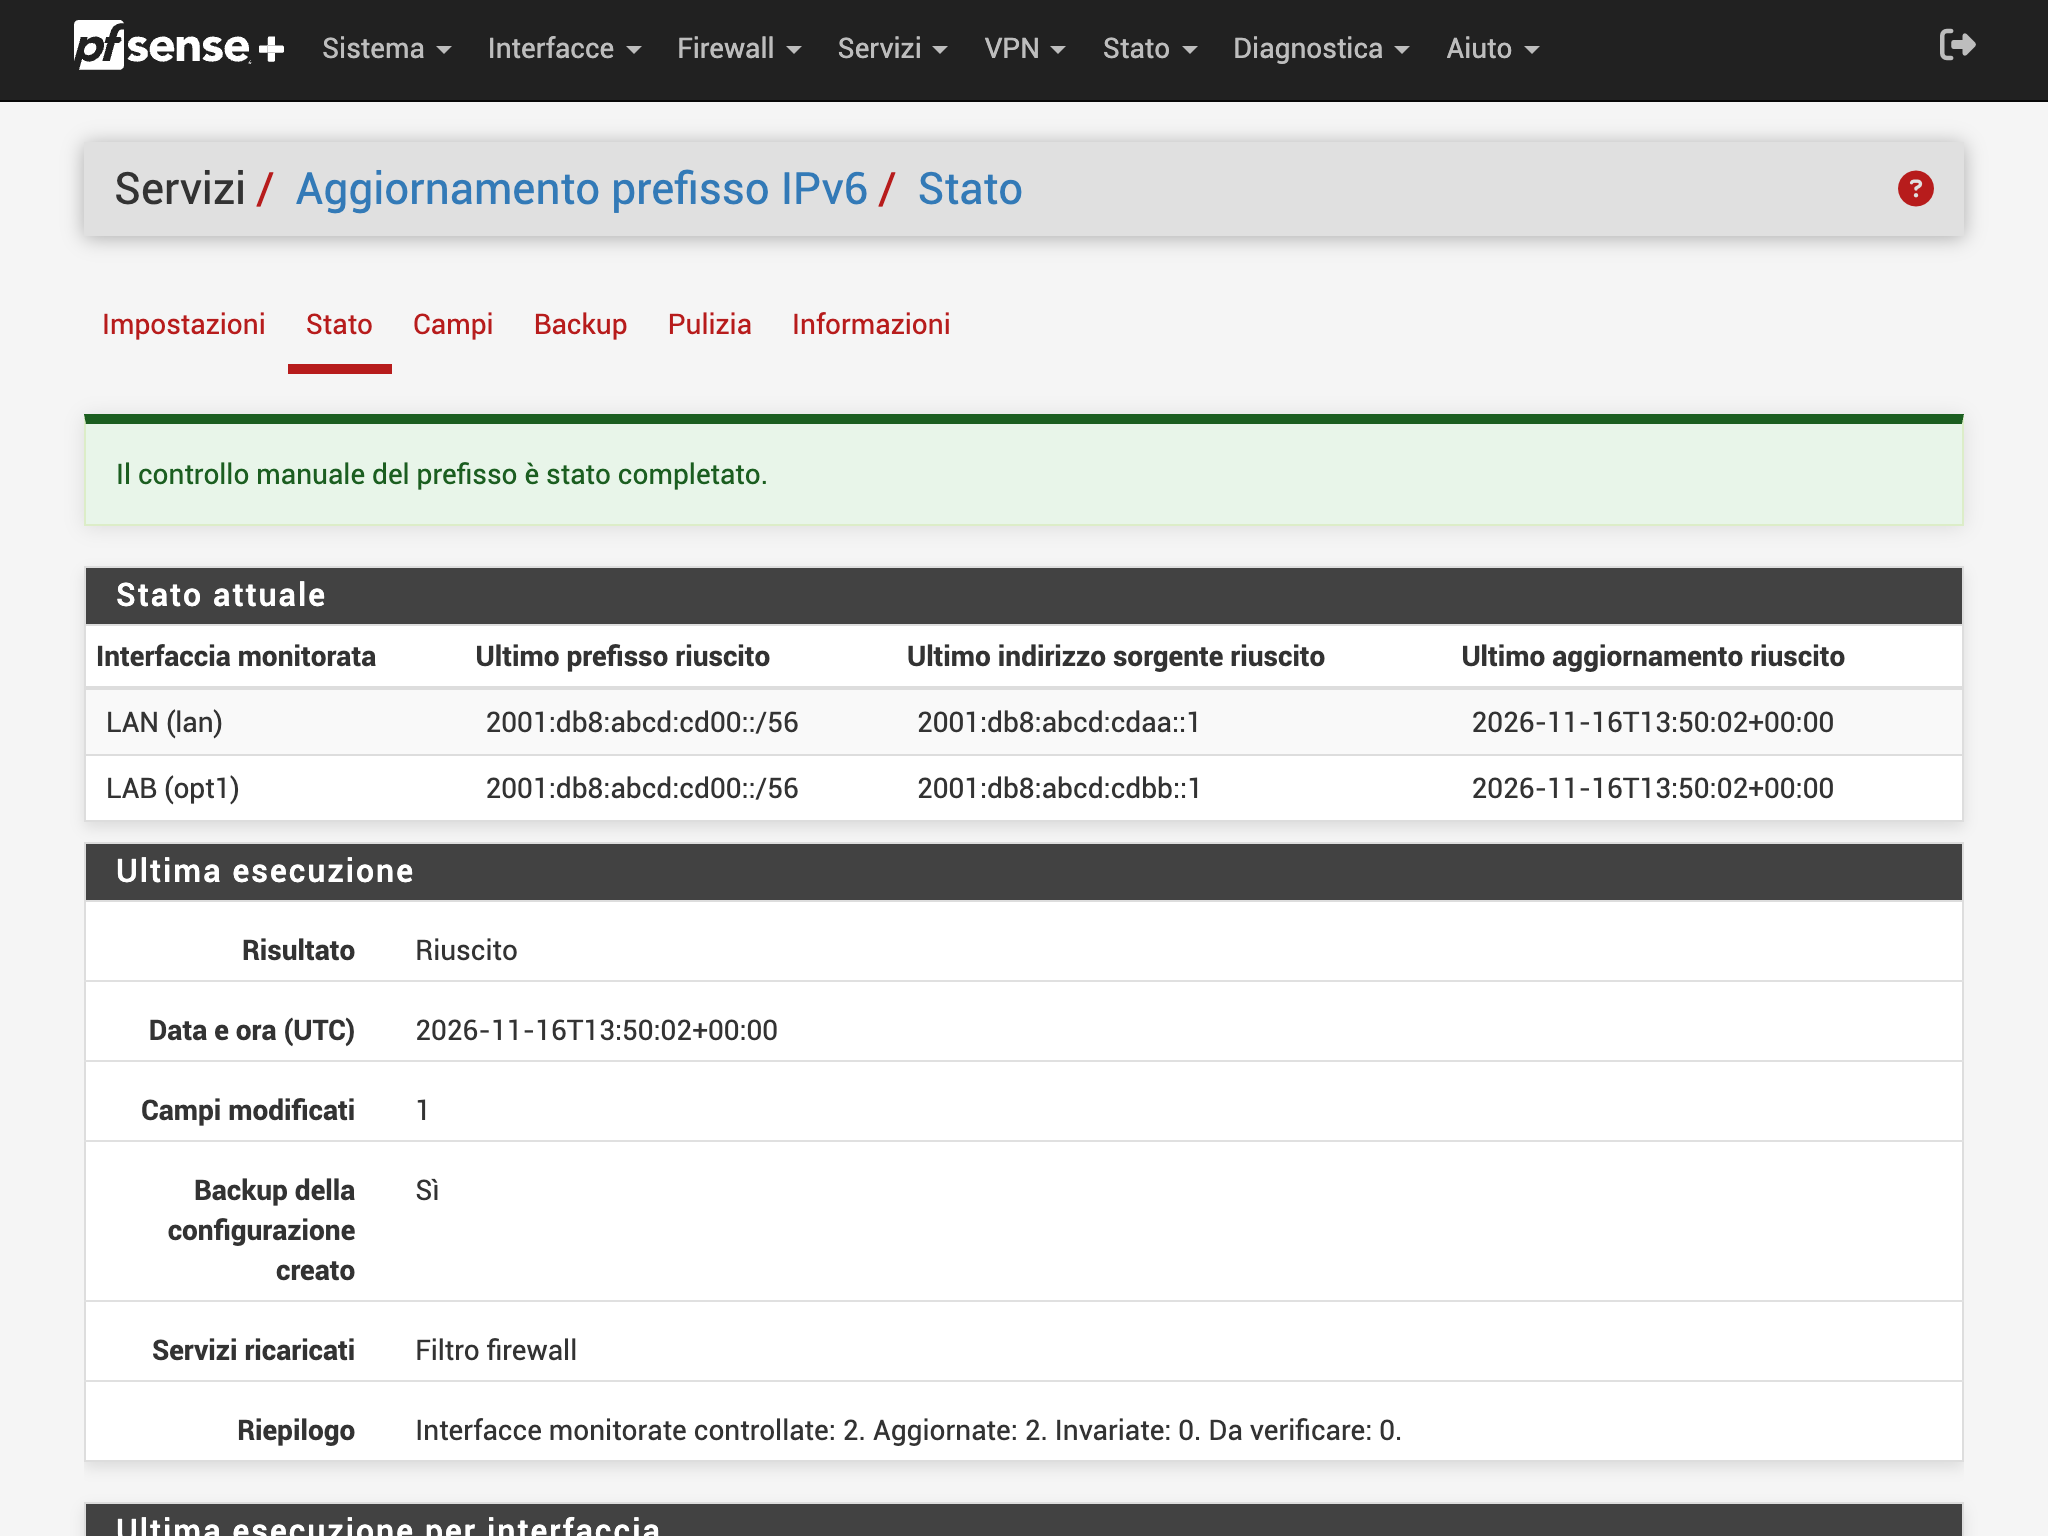 pfsense+ Sistema Interfacce Firewall Servizi VPN Stato Diagnostica Aiuto
Servizi / Aggiornamento prefisso IPv6 / Stato ?
Impostazioni Stato Campi Backup Pulizia Informazioni
Il controllo manuale del prefisso è stato completato.
Stato attuale
Interfaccia monitorata Ultimo prefisso riuscito Ultimo indirizzo sorgente riuscito Ultimo aggiornamento riuscito
LAN (lan) 2001:db8:abcd:cd00::/56 2001:db8:abcd:cdaa::1 2026-11-16T13:50:02+00:00
LAB (opt1) 2001:db8:abcd:cd00::/56 2001:db8:abcd:cdbb::1 2026-11-16T13:50:02+00:00
Ultima esecuzione
Risultato Riuscito
Data e ora (UTC) 2026-11-16T13:50:02+00:00
Campi modificati 1
Backup della Sì
configurazione
creato
Servizi ricaricati Filtro firewall
Riepilogo Interfacce monitorate controllate: 2. Aggiornate: 2. Invariate: 0. Da verificare: 0.
Ultima esecuzione per interfaccia